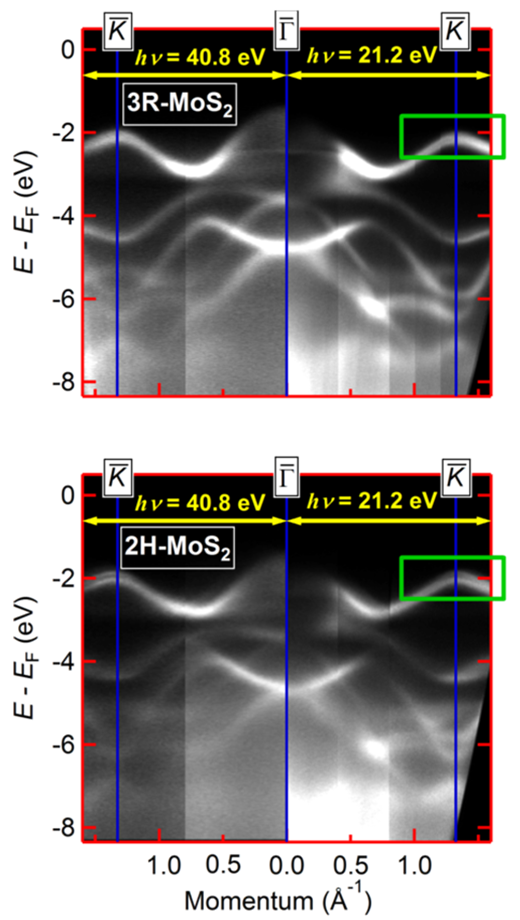 K̅ Γ̅ K̅
0
hν = 40.8 eV hν = 21.2 eV
3R-MoS₂
-2
-4
-6
-8
E - E_F (eV)
K̅ Γ̅ K̅
0
hν = 40.8 eV hν = 21.2 eV
2H-MoS₂
-2
-4
-6
-8
E - E_F (eV)
1.0 0.5 0.0 0.5 1.0
Momentum (Å⁻¹)